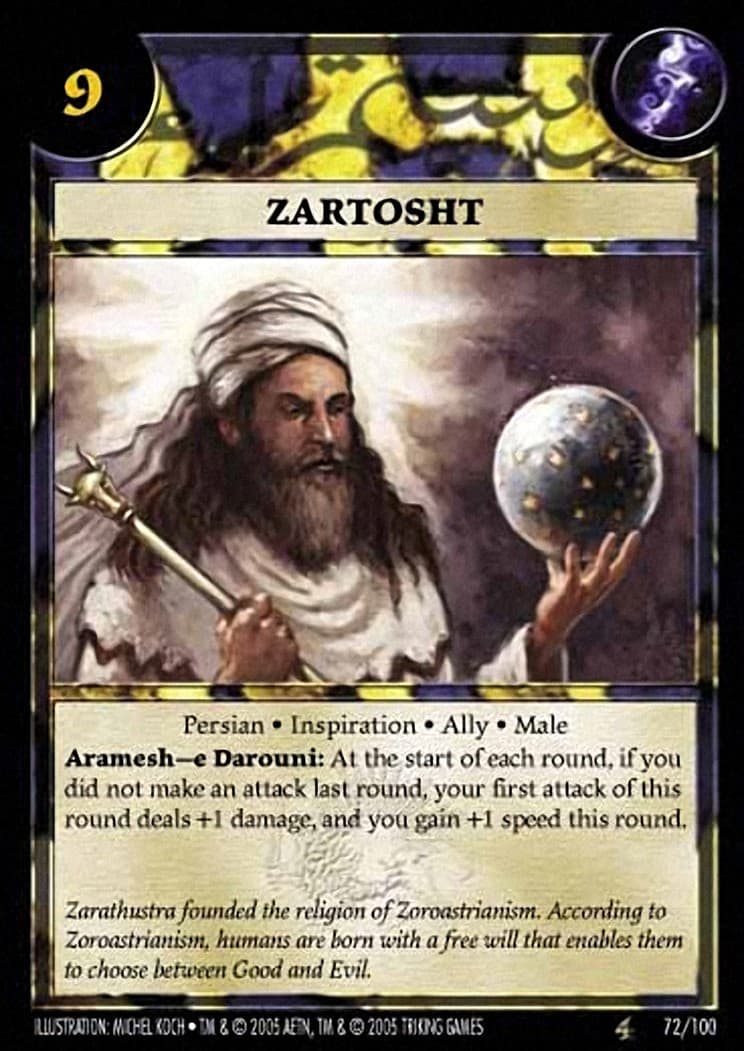 9
رستم
ZARTOSHT
Persian • Inspiration • Ally • Male
Aramesh—e Darouni: At the start of each round, if you
did not make an attack last round, your first attack of this
round deals +1 damage, and you gain +1 speed this round.
Zarathustra founded the religion of Zoroastrianism. According to
Zoroastrianism, humans are born with a free will that enables them
to choose between Good and Evil.
ILLUSTRATION: MICHEL KOCH • TM & © 2005 AETN, TM & © 2005 TRIKING GAMES
4 72/100